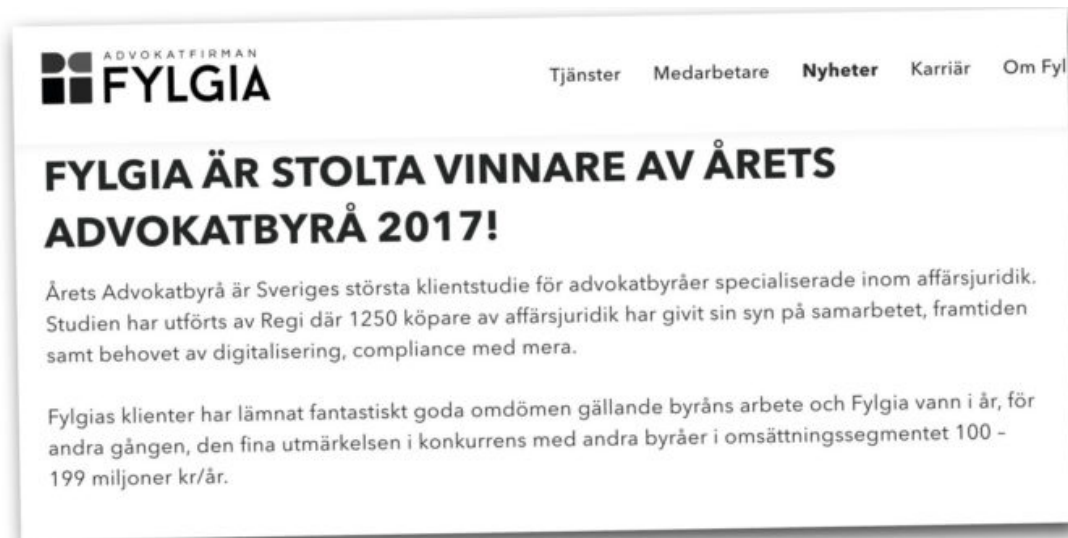 ADVOKATFIRMAN
FYLGIA
Tjänster Medarbetare Nyheter Karriär Om Fyl
FYLGIA ÄR STOLTA VINNARE AV ÅRETS
ADVOKATBYRÅ 2017!
Årets Advokatbyrå är Sveriges största klientstudie för advokatbyråer specialiserade inom affärsjuridik.
Studien har utförts av Regi där 1250 köpare av affärsjuridik har givit sin syn på samarbetet, framtiden
samt behovet av digitalisering, compliance med mera.
Fylgias klienter har lämnat fantastiskt goda omdömen gällande byråns arbete och Fylgia vann i år, för
andra gången, den fina utmärkelsen i konkurrens med andra byråer i omsättningssegmentet 100 –
199 miljoner kr/år.